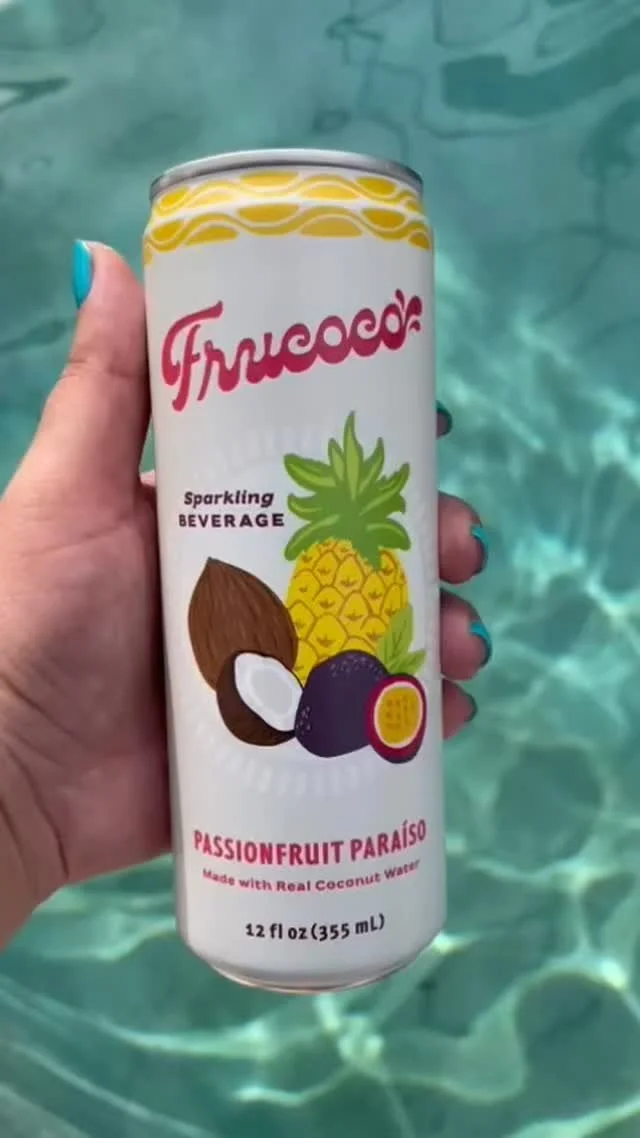 Frucoco's
Sparkling
BEVERAGE
PASSIONFRUIT PARAÍSO
Made with Real Coconut Water
12 fl oz (355 mL)